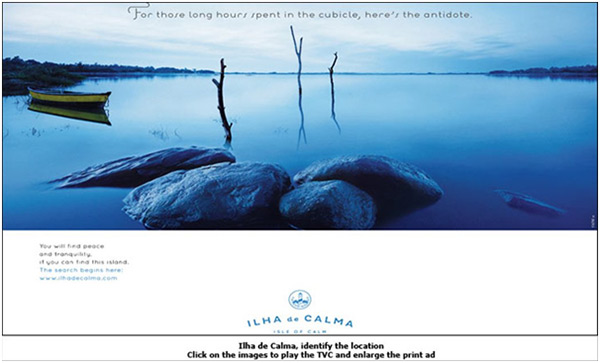 For those long hours spent in the cubicle, here's the antidote.
You will find peace
and tranquility,
if you can find this island.
The search begins here:
www.ilhadecalma.com
ILHA de CALMA
ISLE OF CALM
Ilha de Calma, identify the location
Click on the images to play the TVC and enlarge the print ad